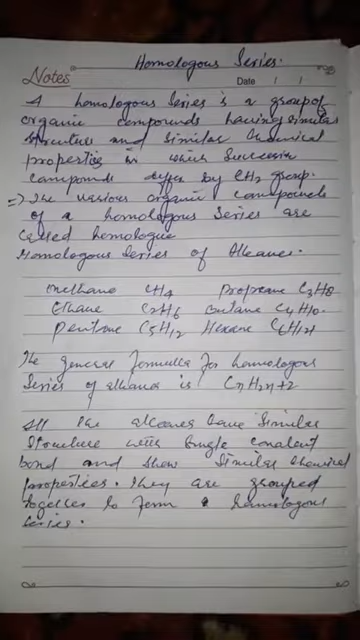 Homologous Series.
Notes
Date / /
A homologous Series is a group of
organic compounds having similar
structure and similar chemical
properties in which Successive
compounds differ by CH2 group.
=> The various organic compounds
of a homologous Series are
called homologue
Homologous Series of Alkanes.
Methane CH4 Propane C3H8
Ethane C2H6 Butane C4H10.
Pentane C5H12 Hexane C6H14
The general formula for homologous
Series of alkanes is CnH2n+2
All the alkanes have Similar
Structure with Single covalent
bond and show Similar chemical
properties. They are grouped
together to form a homologous
Series.